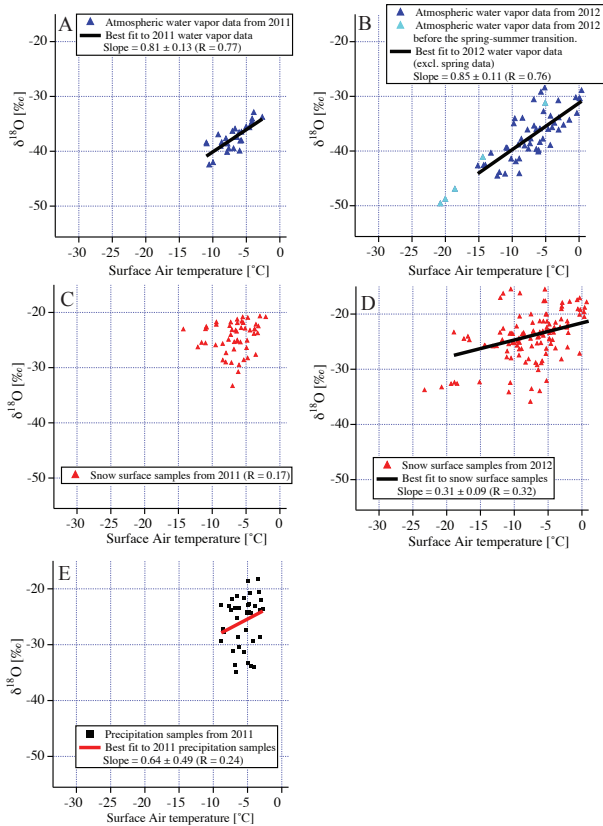 A
Atmospheric water vapor data from 2011
Best fit to 2011 water vapor data
Slope = 0.81 ± 0.13 (R = 0.77)
δ18O [‰]
-20
-30
-40
-50
-30 -25 -20 -15 -10 -5 0
Surface Air temperature [˚C]
B
Atmospheric water vapor data from 2012
Atmospheric water vapor data from 2012
before the spring-summer transition.
Best fit to 2012 water vapor data
(excl. spring data)
Slope = 0.85 ± 0.11 (R = 0.76)
δ18O [‰]
-20
-30
-40
-50
-30 -25 -20 -15 -10 -5 0
Surface Air temperature [˚C]
C
δ18O [‰]
-20
-30
-40
-50
Snow surface samples from 2011 (R = 0.17)
-30 -25 -20 -15 -10 -5 0
Surface Air temperature [˚C]
D
δ18O [‰]
-20
-30
-40
-50
Snow surface samples from 2012
Best fit to snow surface samples
Slope = 0.31 ± 0.09 (R = 0.32)
-30 -25 -20 -15 -10 -5 0
Surface Air temperature [˚C]
E
δ18O [‰]
-20
-30
-40
-50
Precipitation samples from 2011
Best fit to 2011 precipitation samples
Slope = 0.64 ± 0.49 (R = 0.24)
-30 -25 -20 -15 -10 -5 0
Surface Air temperature [˚C]